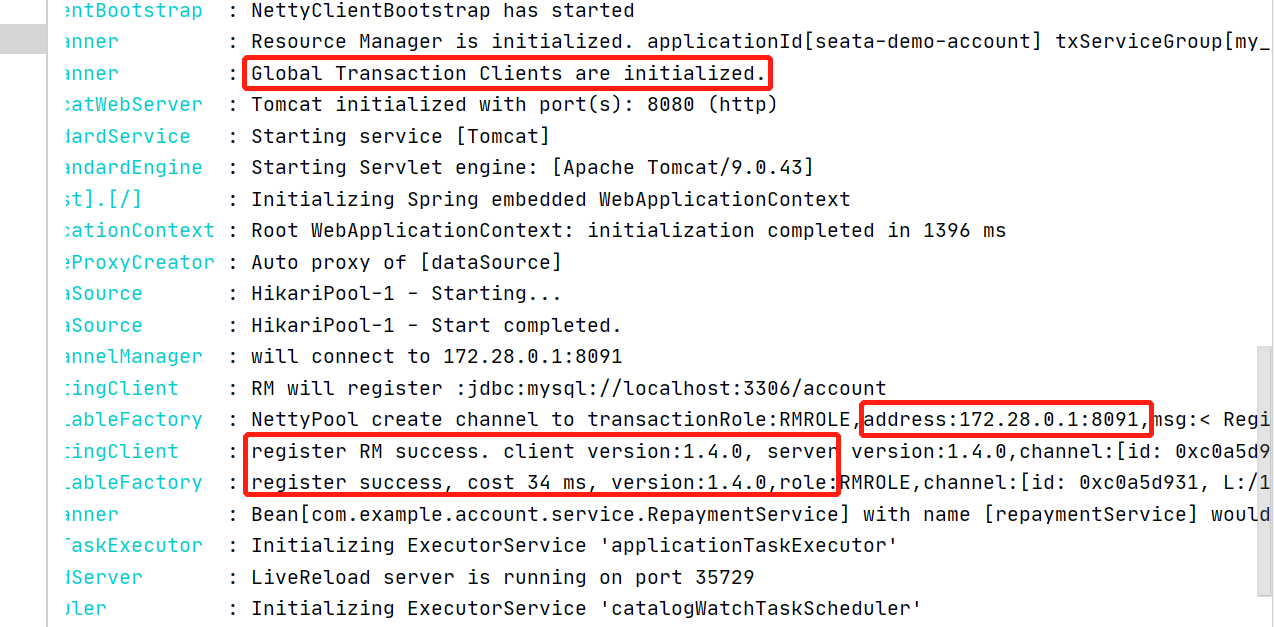 entBootstrap : NettyClientBootstrap has started
anner : Resource Manager is initialized. applicationId[seata-demo-account] txServiceGroup[my_
anner : Global Transaction Clients are initialized.
catWebServer : Tomcat initialized with port(s): 8080 (http)
dardService : Starting service [Tomcat]
andardEngine : Starting Servlet engine: [Apache Tomcat/9.0.43]
st].[/] : Initializing Spring embedded WebApplicationContext
cationContext : Root WebApplicationContext: initialization completed in 1396 ms
eProxyCreator : Auto proxy of [dataSource]
aSource : HikariPool-1 - Starting...
aSource : HikariPool-1 - Start completed.
annelManager : will connect to 172.28.0.1:8091
tingClient : RM will register :jdbc:mysql://localhost:3306/account
lableFactory : NettyPool create channel to transactionRole:RMROLE,address:172.28.0.1:8091,msg:< Regi
tingClient : register RM success. client version:1.4.0, server version:1.4.0,channel:[id: 0xc0a5d9
lableFactory : register success, cost 34 ms, version:1.4.0,role:RMROLE,channel:[id: 0xc0a5d931, L:/1
anner : Bean[com.example.account.service.RepaymentService] with name [repaymentService] would
TaskExecutor : Initializing ExecutorService 'applicationTaskExecutor'
dServer : LiveReload server is running on port 35729
uler : Initializing ExecutorService 'catalogWatchTaskScheduler'